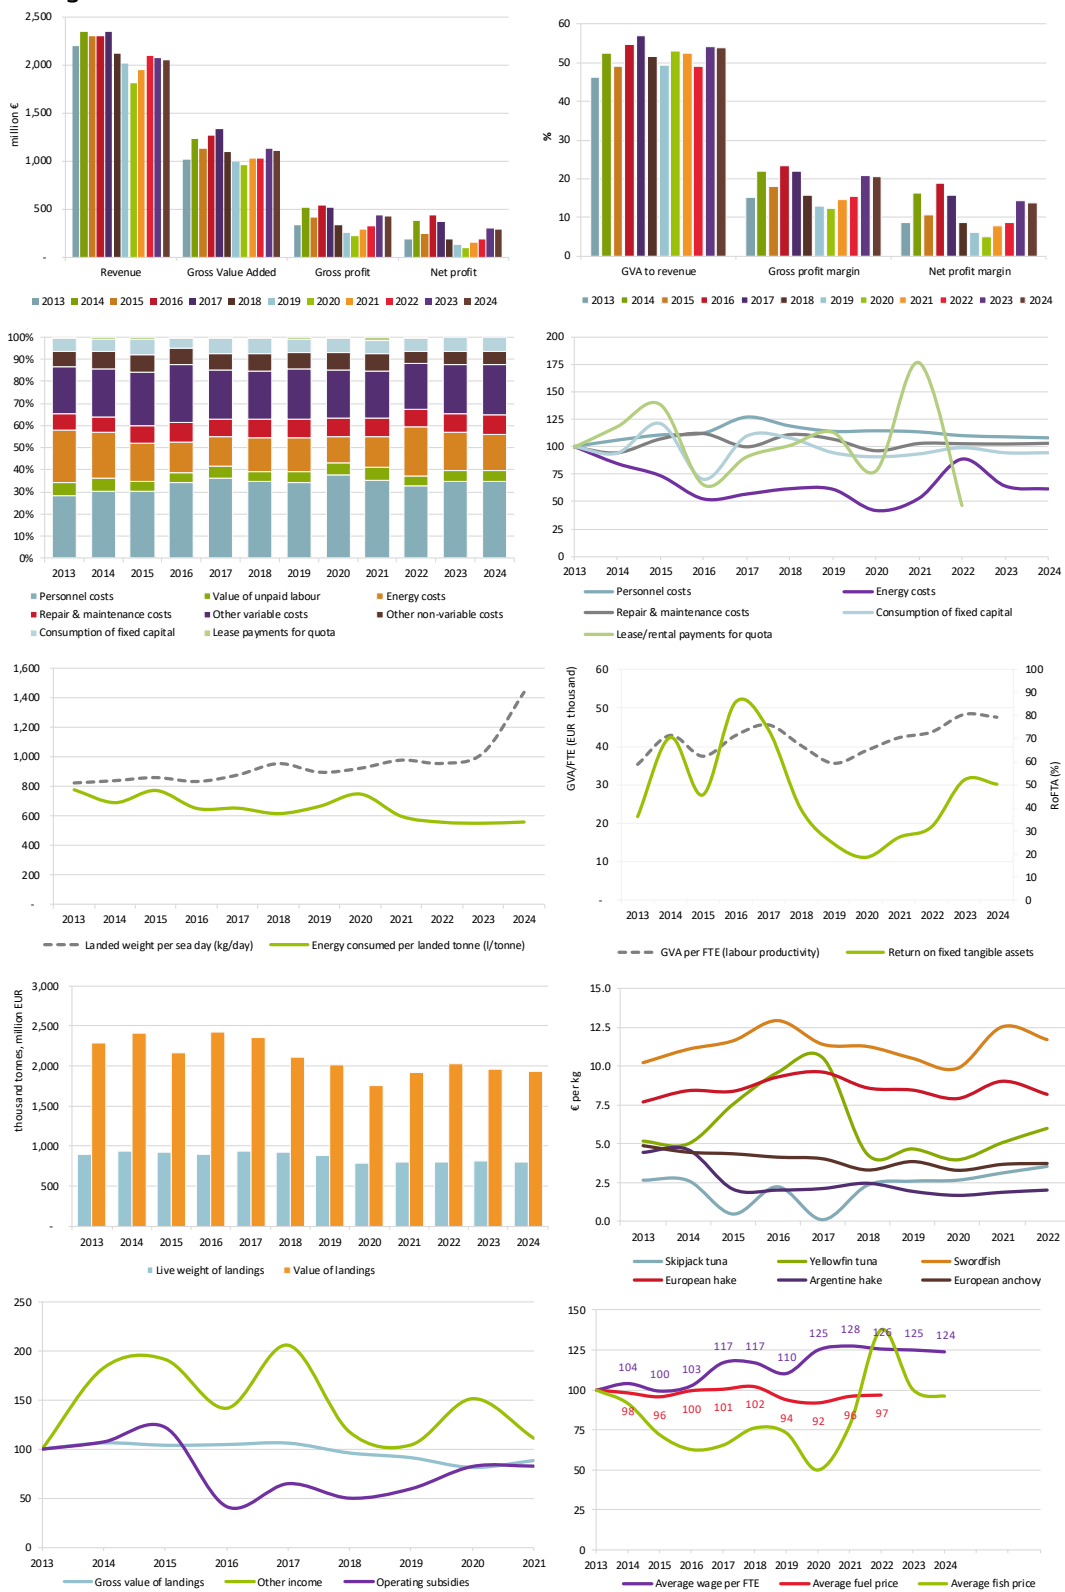 2,500
2,000
1,500
1,000
500
-
million €
Revenue Gross Value Added Gross profit Net profit
2013 2014 2015 2016 2017 2018 2019 2020 2021 2022 2023 2024
60
50
40
30
20
10
0
%
GVA to revenue Gross profit margin Net profit margin
2013 2014 2015 2016 2017 2018 2019 2020 2021 2022 2023 2024
100%
90%
80%
70%
60%
50%
40%
30%
20%
10%
0%
2013 2014 2015 2016 2017 2018 2019 2020 2021 2022 2023 2024
Personnel costs Value of unpaid labour Energy costs
Repair & maintenance costs Other variable costs Other non-variable costs
Consumption of fixed capital Lease payments for quota
200
175
150
125
100
75
50
25
0
2013 2014 2015 2016 2017 2018 2019 2020 2021 2022 2023 2024
Personnel costs Energy costs
Repair & maintenance costs Consumption of fixed capital
Lease/rental payments for quota
1,600
1,400
1,200
1,000
800
600
400
200
-
2013 2014 2015 2016 2017 2018 2019 2020 2021 2022 2023 2024
Landed weight per sea day (kg/day) Energy consumed per landed tonne (l/tonne)
60
50
40
30
20
10
-
GVA/FTE (EUR thousand)
100
90
80
70
60
50
40
30
20
10
0
RoFTA (%)
2013 2014 2015 2016 2017 2018 2019 2020 2021 2022 2023 2024
GVA per FTE (labour productivity) Return on fixed tangible assets
3,000
2,500
2,000
1,500
1,000
500
-
thousand tonnes, million EUR
2013 2014 2015 2016 2017 2018 2019 2020 2021 2022 2023 2024
Live weight of landings Value of landings
15.0
12.5
10.0
7.5
5.0
2.5
0.0
€ per kg
2013 2014 2015 2016 2017 2018 2019 2020 2021 2022
Skipjack tuna Yellowfin tuna Swordfish
European hake Argentine hake European anchovy
250
200
150
100
50
0
2013 2014 2015 2016 2017 2018 2019 2020 2021
Gross value of landings Other income Operating subsidies
150
125
100
75
50
25
0
104 100 103 117 117 110 125 128 126 125 124
98 96 100 101 102 94 92 96 97
2013 2014 2015 2016 2017 2018 2019 2020 2021 2022 2023 2024
Average wage per FTE Average fuel price Average fish price